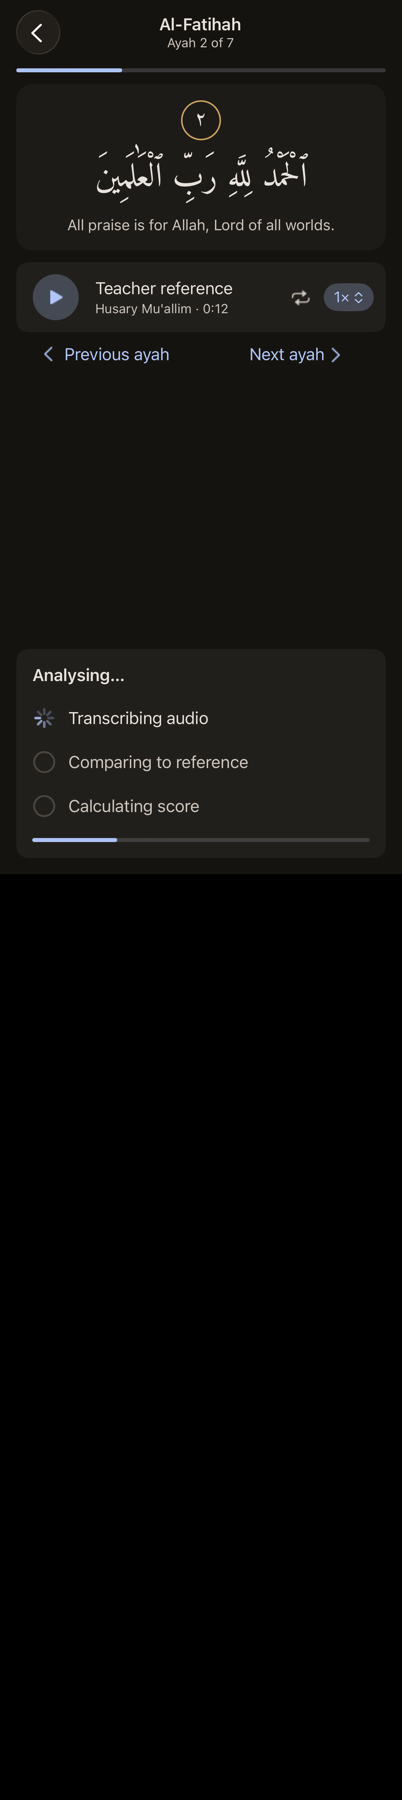 Al-Fatihah
Ayah 2 of 7
٢
ٱلْحَمْدُ لِلَّهِ رَبِّ ٱلْعَٰلَمِينَ
All praise is for Allah, Lord of all worlds.
Teacher reference
Husary Mu'allim · 0:12
1×
Previous ayah
Next ayah
Analysing...
Transcribing audio
Comparing to reference
Calculating score